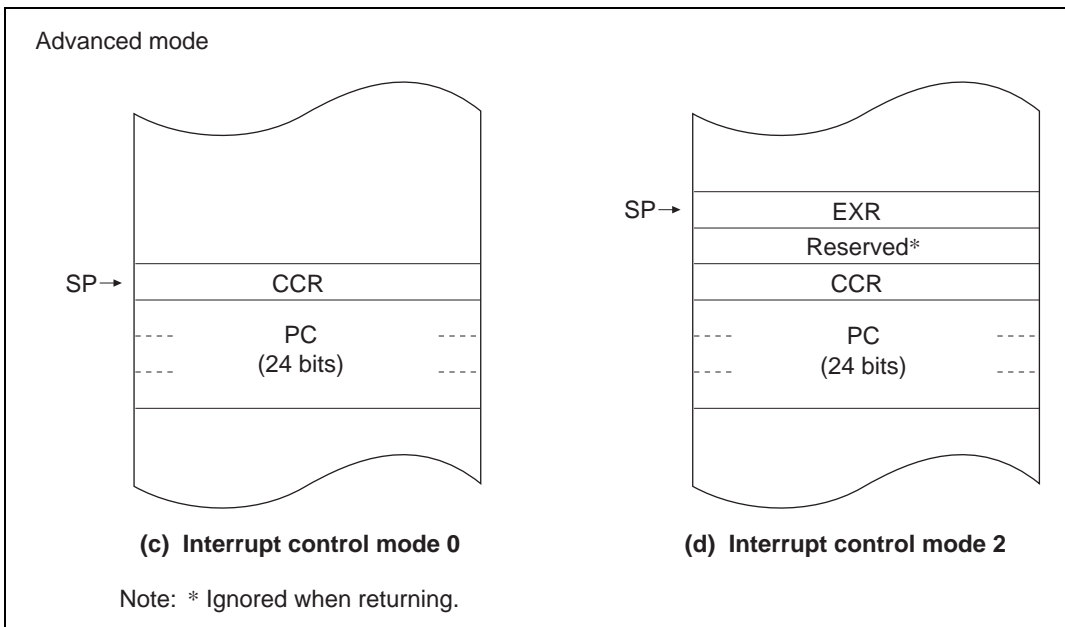 Advanced mode
SP→
CCR
PC
(24 bits)
(c) Interrupt control mode 0
SP→
EXR
Reserved*
CCR
PC
(24 bits)
(d) Interrupt control mode 2
Note: * Ignored when returning.